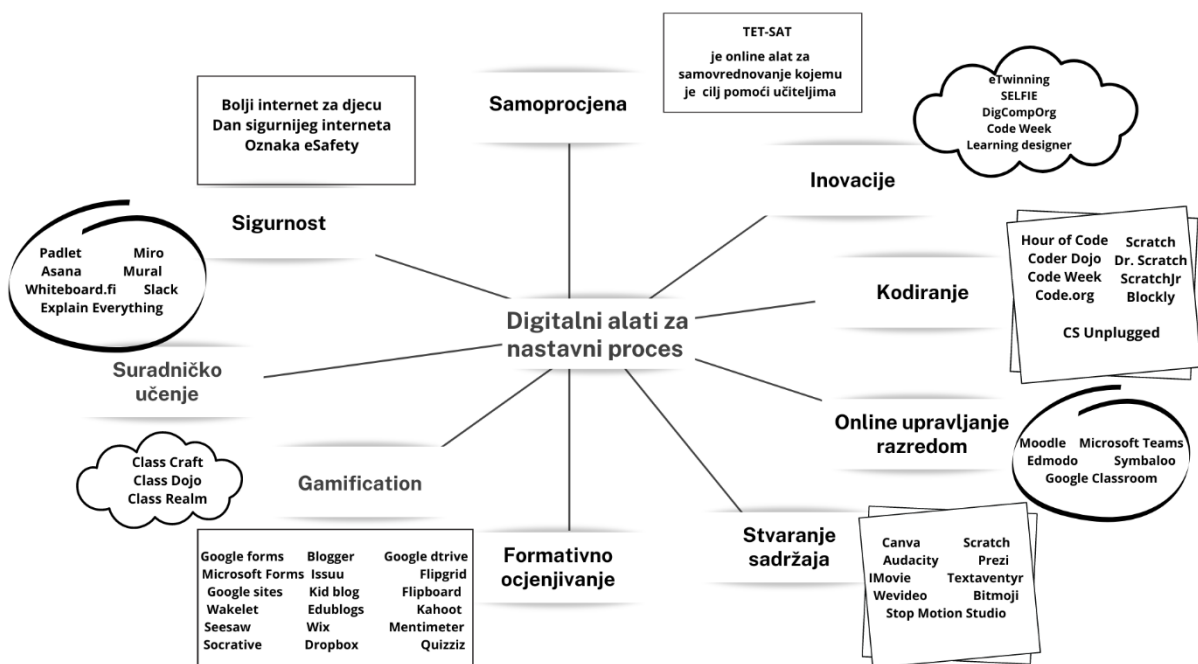 TET-SAT
je online alat za
samovrednovanje kojemu
je cilj pomoći učiteljima
Samoprocjena
Bolji internet za djecu
Dan sigurnijeg interneta
Oznaka eSafety
Sigurnost
eTwinning
SELFIE
DigCompOrg
Code Week
Learning designer
Inovacije
Padlet Miro
Asana Mural
Whiteboard.fi Slack
Explain Everything
Suradničko
učenje
Hour of Code Scratch
Coder Dojo Dr. Scratch
Code Week ScratchJr
Code.org Blockly
CS Unplugged
Kodiranje
Digitalni alati za
nastavni proces
Online upravljanje
razredom
Moodle Microsoft Teams
Edmodo Symbaloo
Google Classroom
Class Craft
Class Dojo
Class Realm
Gamification
Google forms Blogger Google dtrive
Microsoft Forms Issuu Flipgrid
Google sites Kid blog Flipboard
Wakelet Edublogs Kahoot
Seesaw Wix Mentimeter
Socrative Dropbox Quizziz
Formativno
ocjenjivanje
Stvaranje
sadržaja
Canva Scratch
Audacity Prezi
IMovie Textaventyr
Wevideo Bitmoji
Stop Motion Studio